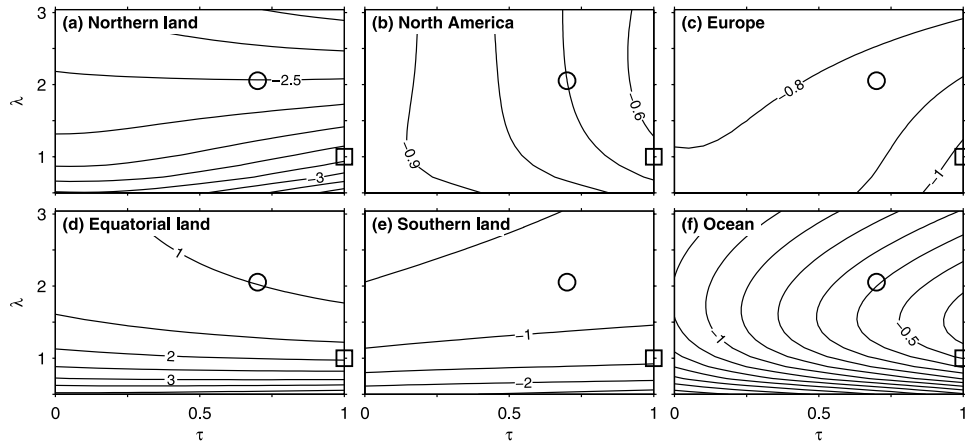 (a) Northern land
(b) North America
(c) Europe
3
2
1
λ
−2.5
−3
−0.9
−0.6
−0.8
−1
(d) Equatorial land
(e) Southern land
(f) Ocean
3
2
1
λ
1
2
3
−1
−2
−1
−0.5
0 0.5 1
0 0.5 1
0 0.5 1
τ
τ
τ